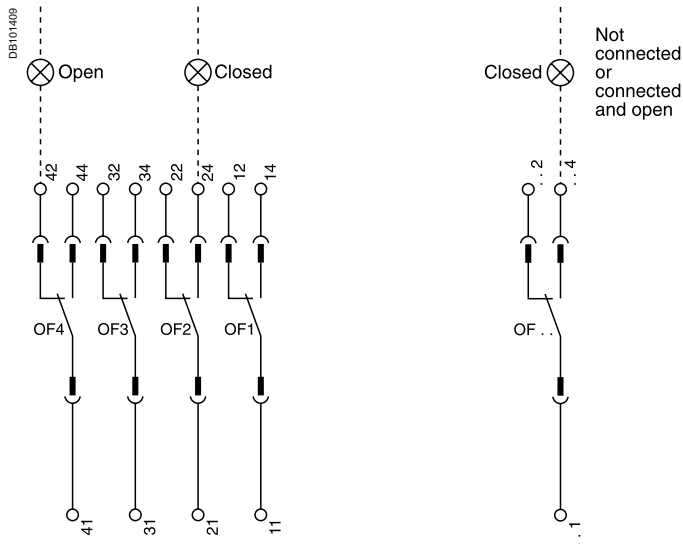 DB101409
Open
Closed
Closed
Not
connected
or
connected
and open
42
44
32
34
22
24
12
14
. . 2
. . 4
OF4
OF3
OF2
OF1
OF . .
41
31
21
11
. 1